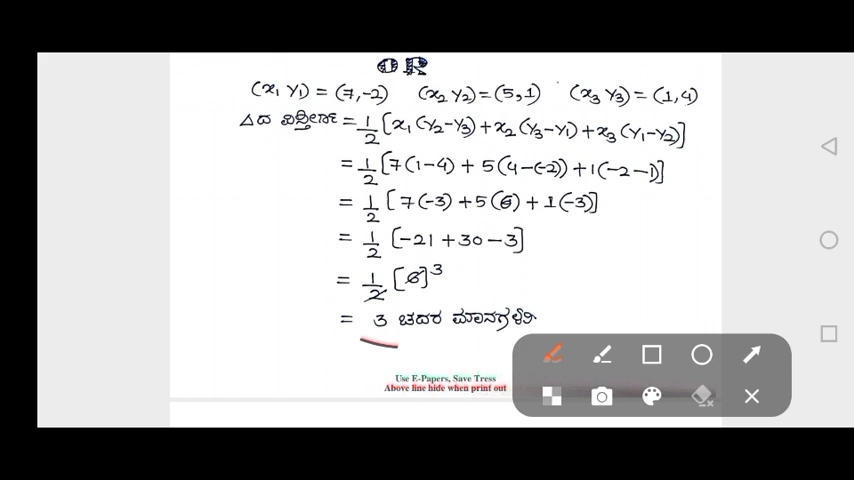 OR
(x₁ y₁) = (7,-2) (x₂ y₂) = (5,1) (x₃ y₃) = (1,4)
Δದ ವಿಸ್ತೀರ್ಣ = 1/2 [x₁(y₂-y₃) + x₂(y₃-y₁) + x₃(y₁-y₂)]
= 1/2 [7(1-4) + 5(4-(-2)) + 1(-2-1)]
= 1/2 [7(-3) + 5(6) + 1(-3)]
= 1/2 [-21 + 30 - 3]
= 1/2 [6] 3
= 3 ಚದರ ಮಾನಗಳು
Use E-Papers, Save Tress
Above line hide when print out